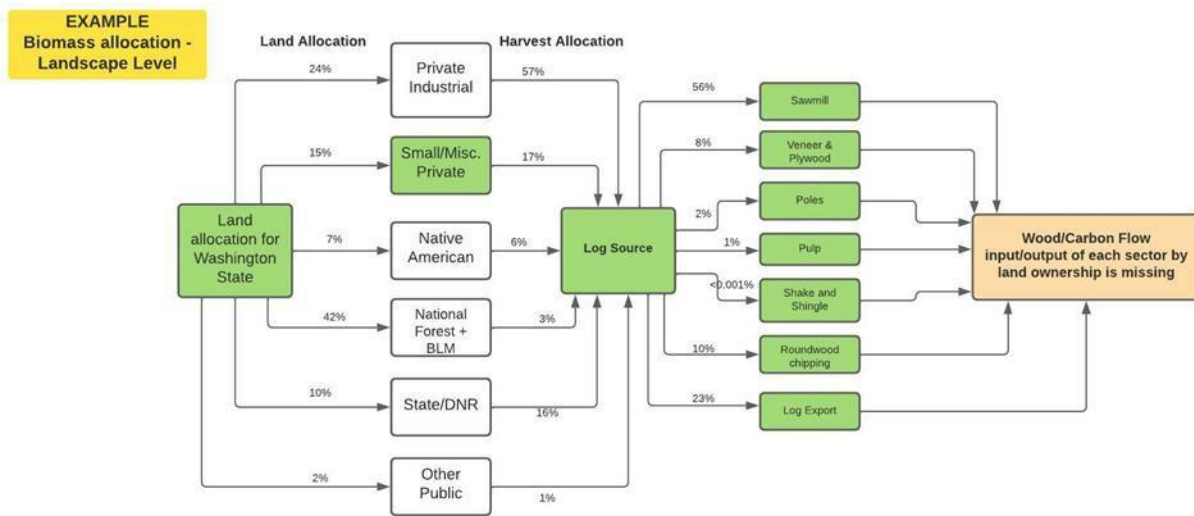 EXAMPLE
Biomass allocation -
Landscape Level
Land Allocation
Harvest Allocation
24%
Private
Industrial
57%
15%
Small/Misc.
Private
17%
Land
allocation for
Washington
State
7%
Native
American
6%
42%
National
Forest +
BLM
3%
10%
State/DNR
16%
2%
Other
Public
1%
Log Source
56%
Sawmill
8%
Veneer &
Plywood
2%
Poles
1%
Pulp
<0.001%
Shake and
Shingle
10%
Roundwood
chipping
23%
Log Export
Wood/Carbon Flow
input/output of each sector by
land ownership is missing